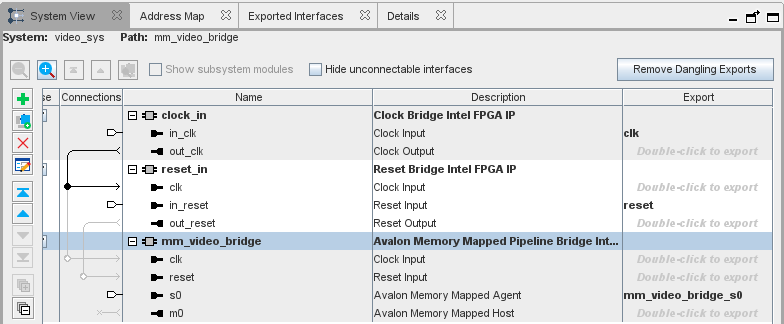 System View Address Map Exported Interfaces Details
System: video_sys Path: mm_video_bridge
Show subsystem modules Hide unconnectable interfaces Remove Dangling Exports
se Connections Name Description Export
clock_in Clock Bridge Intel FPGA IP
in_clk Clock Input clk
out_clk Clock Output Double-click to export
reset_in Reset Bridge Intel FPGA IP
clk Clock Input Double-click to export
in_reset Reset Input reset
out_reset Reset Output Double-click to export
mm_video_bridge Avalon Memory Mapped Pipeline Bridge Int...
clk Clock Input Double-click to export
reset Reset Input Double-click to export
s0 Avalon Memory Mapped Agent mm_video_bridge_s0
m0 Avalon Memory Mapped Host Double-click to export